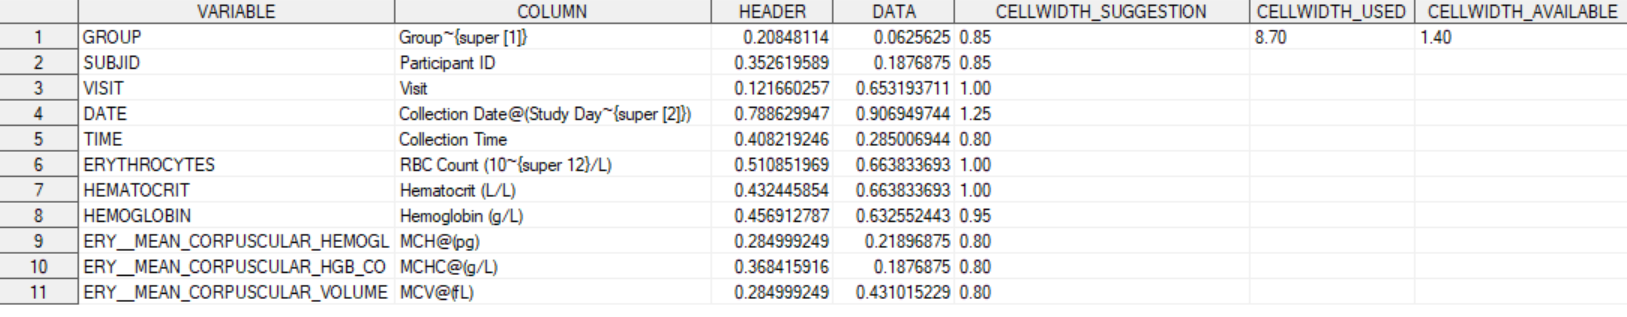 VARIABLE COLUMN HEADER DATA CELLWIDTH_SUGGESTION CELLWIDTH_USED CELLWIDTH_AVAILABLE
1 GROUP Group~{super [1]} 0.20848114 0.0625625 0.85 8.70 1.40
2 SUBJID Participant ID 0.352619589 0.1876875 0.85
3 VISIT Visit 0.121660257 0.653193711 1.00
4 DATE Collection Date@(Study Day~{super [2]}) 0.788629947 0.906949744 1.25
5 TIME Collection Time 0.408219246 0.285006944 0.80
6 ERYTHROCYTES RBC Count (10~{super 12}/L) 0.510851969 0.663833693 1.00
7 HEMATOCRIT Hematocrit (L/L) 0.432445854 0.663833693 1.00
8 HEMOGLOBIN Hemoglobin (g/L) 0.456912787 0.632552443 0.95
9 ERY__MEAN_CORPUSCULAR_HEMOGL MCH@(pg) 0.284999249 0.21896875 0.80
10 ERY__MEAN_CORPUSCULAR_HGB_CO MCHC@(g/L) 0.368415916 0.1876875 0.80
11 ERY__MEAN_CORPUSCULAR_VOLUME MCV@(fL) 0.284999249 0.431015229 0.80